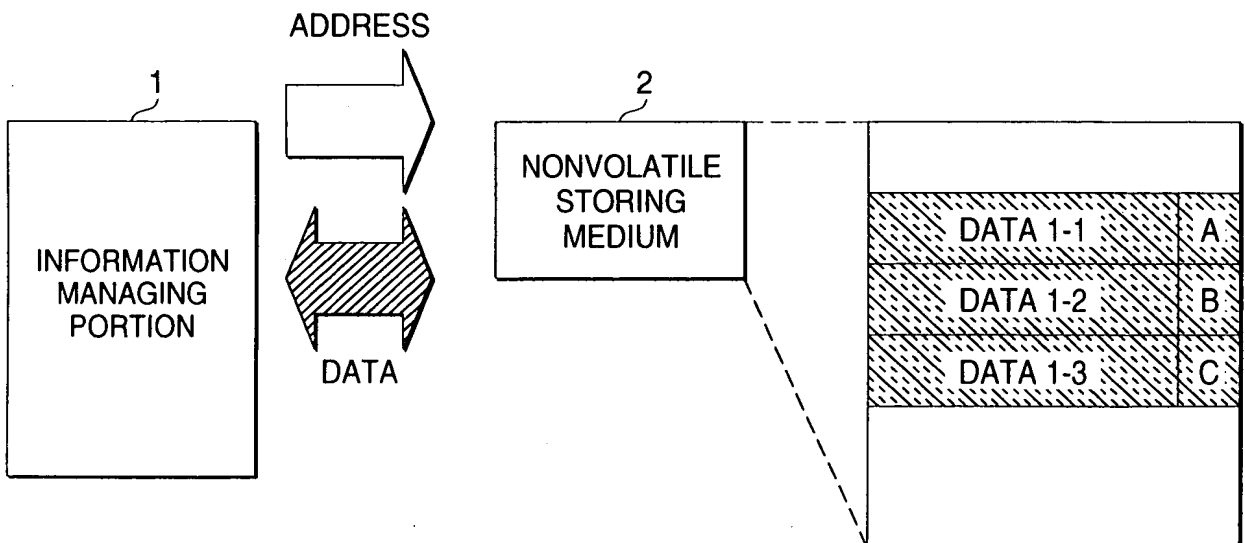 ADDRESS
1
2
INFORMATION
MANAGING
PORTION
DATA
NONVOLATILE
STORING
MEDIUM
DATA 1-1 A
DATA 1-2 B
DATA 1-3 C